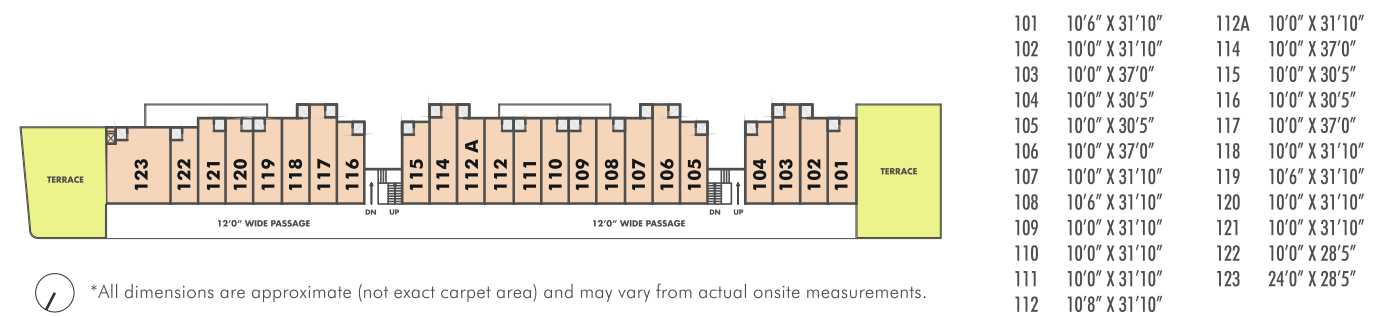 TERRACE
123
122
121
120
119
118
117
116
115
114
112 A
112
111
110
109
108
107
106
105
104
103
102
101
TERRACE
DN UP
DN UP
12'0" WIDE PASSAGE
12'0" WIDE PASSAGE
*All dimensions are approximate (not exact carpet area) and may vary from actual onsite measurements.
101 10'6" X 31'10"
102 10'0" X 31'10"
103 10'0" X 37'0"
104 10'0" X 30'5"
105 10'0" X 30'5"
106 10'0" X 37'0"
107 10'0" X 31'10"
108 10'6" X 31'10"
109 10'0" X 31'10"
110 10'0" X 31'10"
111 10'0" X 31'10"
112 10'8" X 31'10"
112A 10'0" X 31'10"
114 10'0" X 37'0"
115 10'0" X 30'5"
116 10'0" X 30'5"
117 10'0" X 37'0"
118 10'0" X 31'10"
119 10'6" X 31'10"
120 10'0" X 31'10"
121 10'0" X 31'10"
122 10'0" X 28'5"
123 24'0" X 28'5"